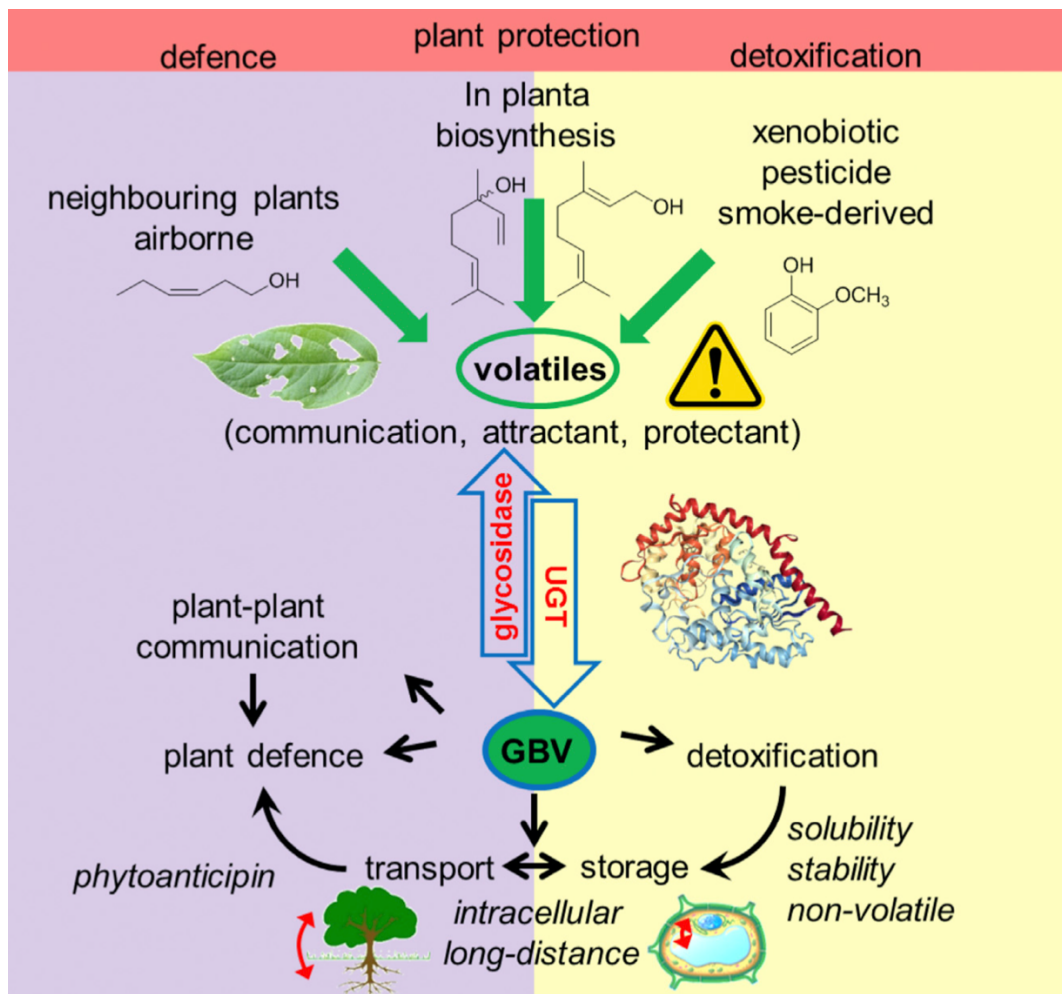 plant protection
defence
detoxification
In planta
biosynthesis
neighbouring plants
airborne
xenobiotic
pesticide
smoke-derived
OH
OH
OH
OH
OCH3
volatiles
(communication, attractant, protectant)
glycosidase
UGT
plant-plant
communication
plant defence
GBV
detoxification
phytoanticipin
transport
storage
solubility
stability
non-volatile
intracellular
long-distance